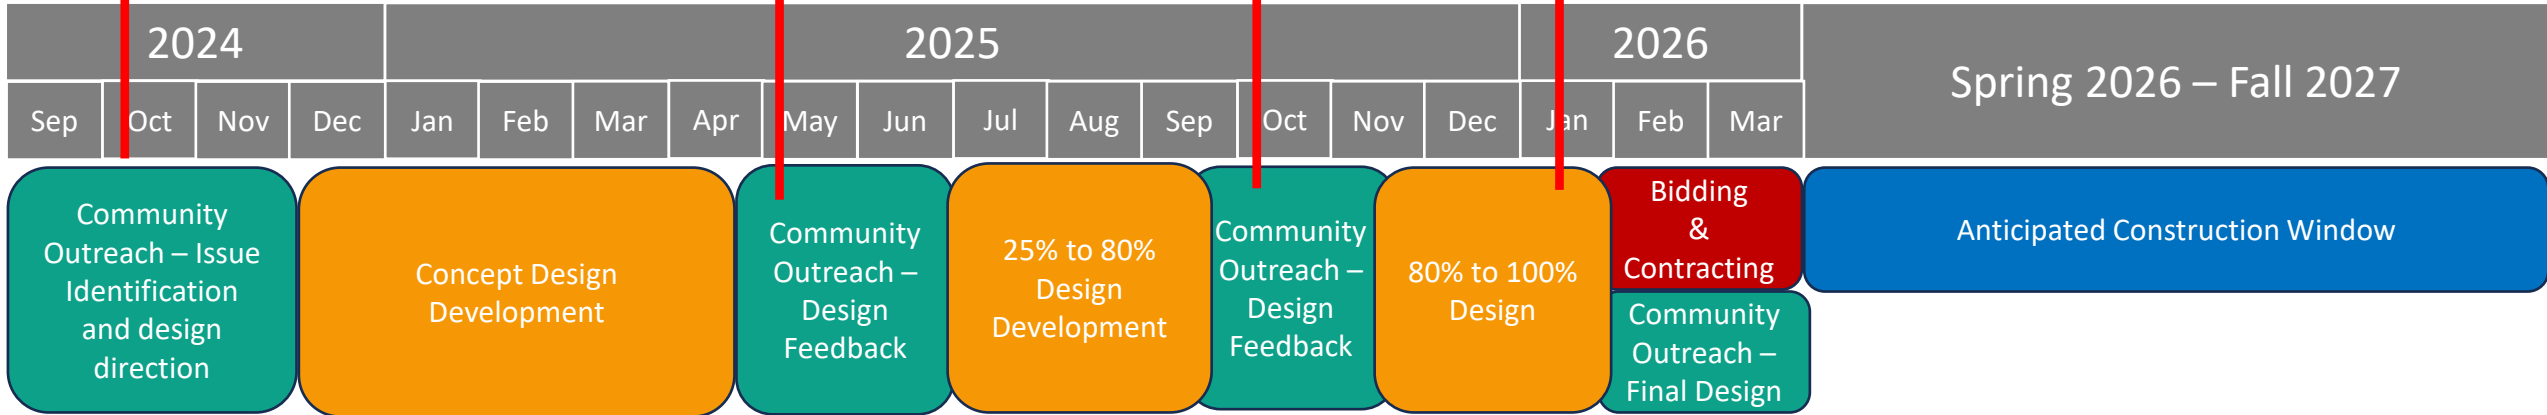 2024
2025
2026
Spring 2026 – Fall 2027
Sep
Oct
Nov
Dec
Jan
Feb
Mar
Apr
May
Jun
Jul
Aug
Sep
Oct
Nov
Dec
Jan
Feb
Mar
Community
Outreach – Issue
Identification
and design
direction
Concept Design
Development
Community
Outreach –
Design
Feedback
25% to 80%
Design
Development
Community
Outreach –
Design
Feedback
80% to 100%
Design
Bidding
&
Contracting
Community
Outreach –
Final Design
Anticipated Construction Window